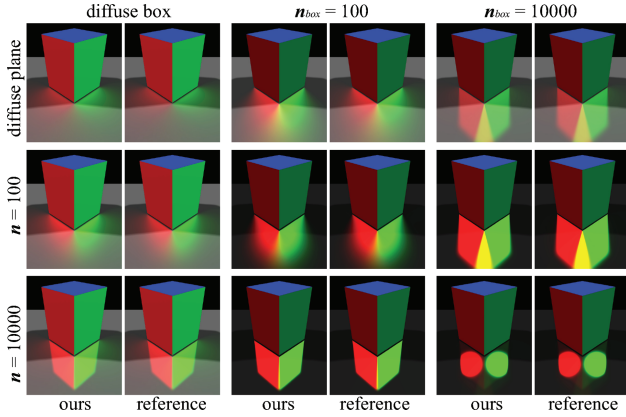 diffuse box n_box = 100 n_box = 10000
diffuse plane
n = 100
n = 10000
ours reference ours reference ours reference